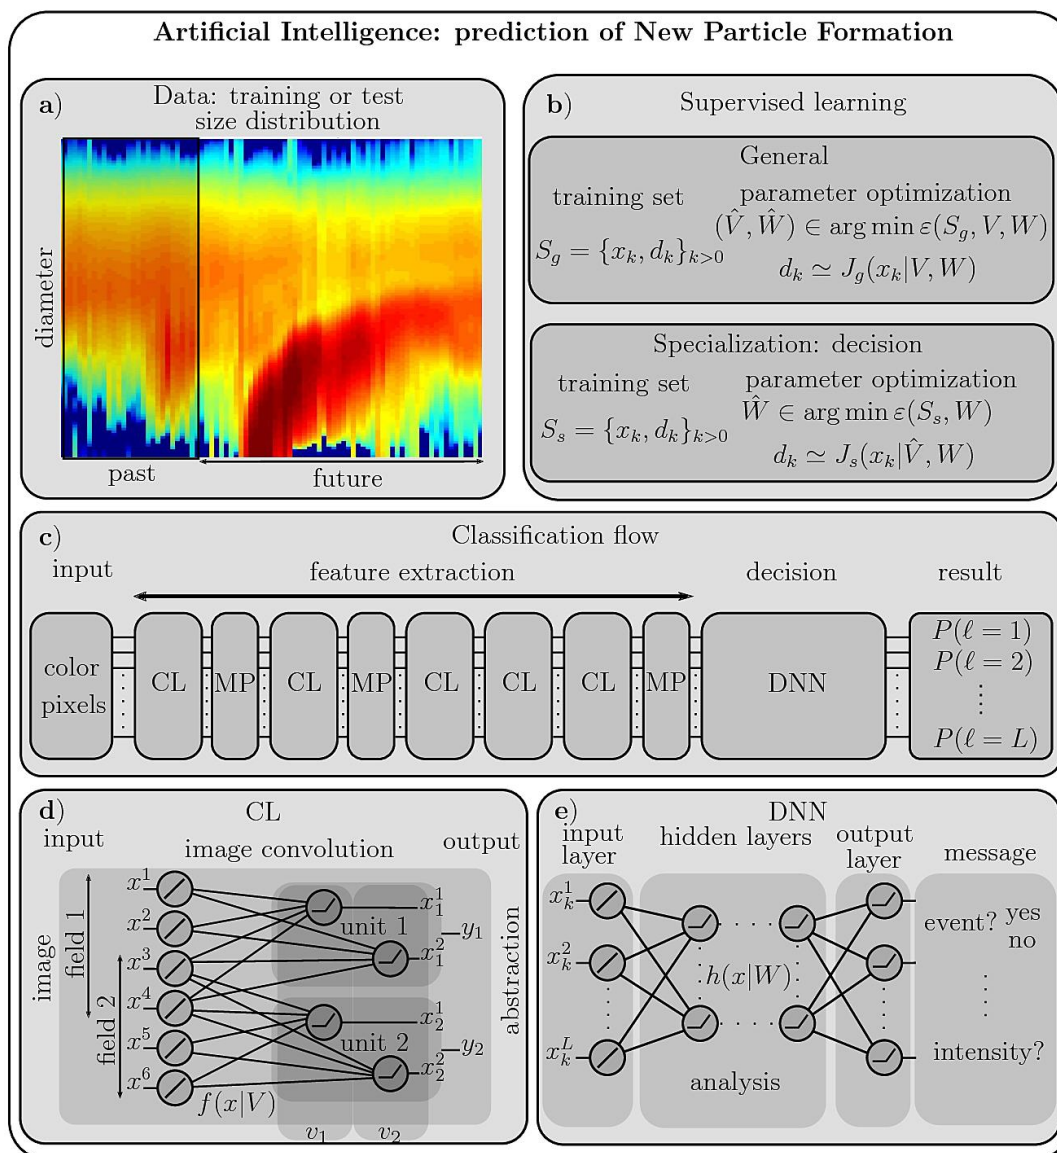 Artificial Intelligence: prediction of New Particle Formation
a)
Data: training or test
size distribution
diameter
past
future
b)
Supervised learning
General
training set
parameter optimization
(V̂, Ŵ) ∈ arg min ε(S_g, V, W)
S_g = {x_k, d_k}_{k>0}
d_k ≃ J_g(x_k|V, W)
Specialization: decision
training set
parameter optimization
Ŵ ∈ arg min ε(S_s, W)
S_s = {x_k, d_k}_{k>0}
d_k ≃ J_s(x_k|V̂, W)
c)
Classification flow
input
feature extraction
decision
result
color
pixels
CL
MP
CL
MP
CL
CL
CL
MP
DNN
P(ℓ = 1)
P(ℓ = 2)
P(ℓ = L)
d)
CL
input
image convolution
output
image
field 1
field 2
x^1
x^2
x^3
x^4
x^5
x^6
f(x|V)
unit 1
unit 2
v_1
v_2
x_1^1
y_1
x_1^2
x_2^1
y_2
x_2^2
abstraction
e)
DNN
input
layer
hidden layers
output
layer
message
x_k^1
x_k^2
x_k^L
h(x|W)
analysis
event? yes
no
intensity?